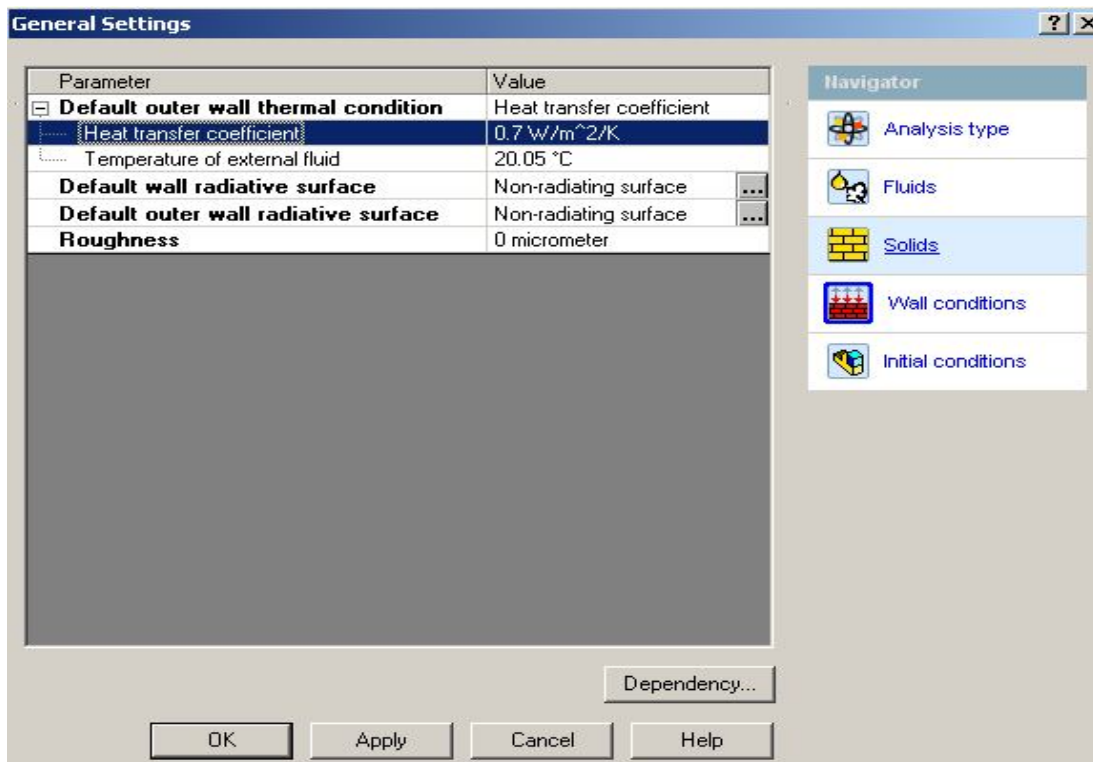 General Settings
Parameter Value
Default outer wall thermal condition Heat transfer coefficient
Heat transfer coefficient 0.7 W/m^2/K
Temperature of external fluid 20.05 °C
Default wall radiative surface Non-radiating surface ...
Default outer wall radiative surface Non-radiating surface ...
Roughness 0 micrometer
Dependency...
OK Apply Cancel Help
Navigator
Analysis type
Fluids
Solids
Wall conditions
Initial conditions